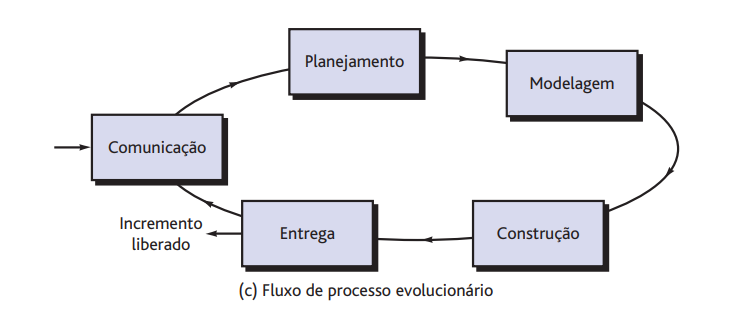 Planejamento
Modelagem
Comunicação
Incremento
liberado
Entrega
Construção
(c) Fluxo de processo evolucionário